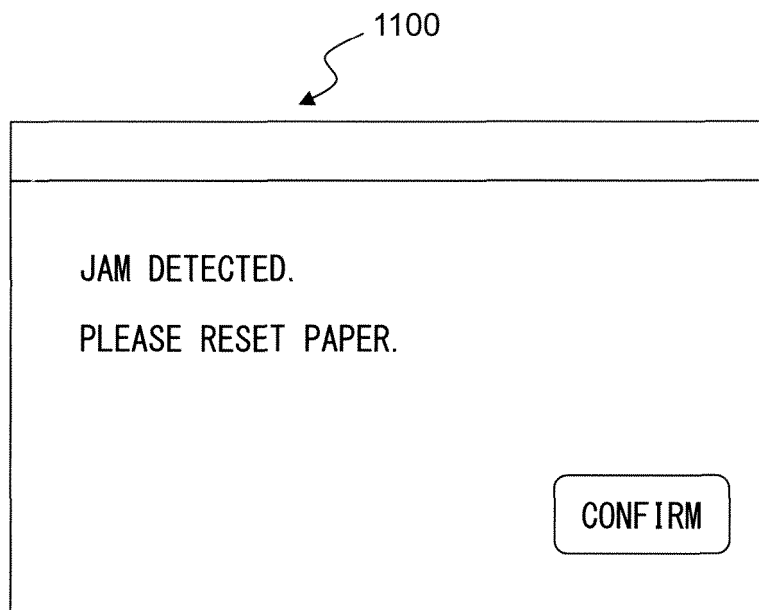 1100
JAM DETECTED.
PLEASE RESET PAPER.
CONFIRM